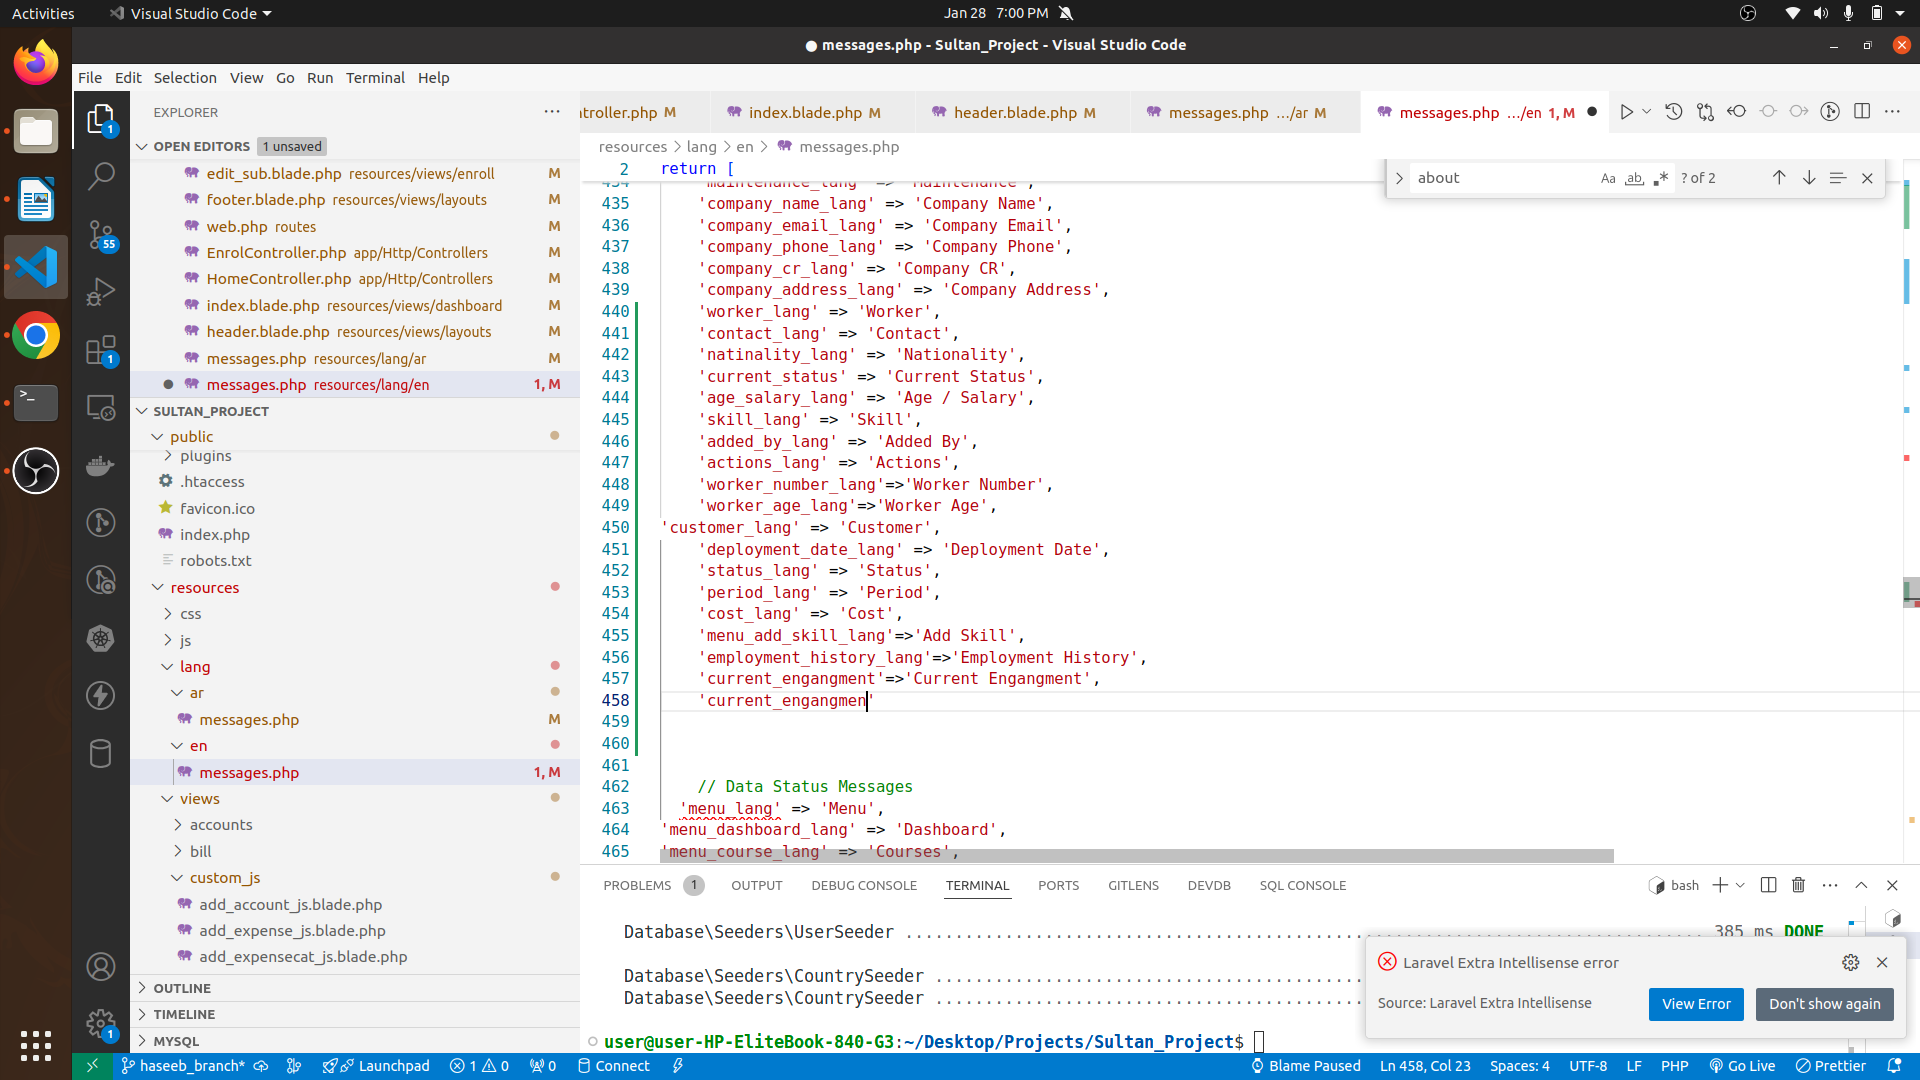 Activities
Visual Studio Code
Jan 28 7:00 PM
● messages.php - Sultan_Project - Visual Studio Code
File Edit Selection View Go Run Terminal Help
EXPLORER
OPEN EDITORS 1 unsaved
edit_sub.blade.php resources/views/enroll M
footer.blade.php resources/views/layouts M
web.php routes M
EnrolController.php app/Http/Controllers M
HomeController.php app/Http/Controllers M
index.blade.php resources/views/dashboard M
header.blade.php resources/views/layouts M
messages.php resources/lang/ar M
messages.php resources/lang/en 1, M
SULTAN_PROJECT
public
plugins
.htaccess
favicon.ico
index.php
robots.txt
resources
css
js
lang
ar
messages.php M
en
messages.php 1, M
views
accounts
bill
custom_js
add_account_js.blade.php
add_expense_js.blade.php
add_expensecat_js.blade.php
OUTLINE
TIMELINE
MYSQL
ntroller.php M
index.blade.php M
header.blade.php M
messages.php .../ar M
messages.php .../en 1, M
resources > lang > en > messages.php
about Aa ab ? of 2
2 return [
434 'maintenance_lang' => 'Maintenance',
435 'company_name_lang' => 'Company Name',
436 'company_email_lang' => 'Company Email',
437 'company_phone_lang' => 'Company Phone',
438 'company_cr_lang' => 'Company CR',
439 'company_address_lang' => 'Company Address',
440 'worker_lang' => 'Worker',
441 'contact_lang' => 'Contact',
442 'natinality_lang' => 'Nationality',
443 'current_status' => 'Current Status',
444 'age_salary_lang' => 'Age / Salary',
445 'skill_lang' => 'Skill',
446 'added_by_lang' => 'Added By',
447 'actions_lang' => 'Actions',
448 'worker_number_lang'=>'Worker Number',
449 'worker_age_lang'=>'Worker Age',
450 'customer_lang' => 'Customer',
451 'deployment_date_lang' => 'Deployment Date',
452 'status_lang' => 'Status',
453 'period_lang' => 'Period',
454 'cost_lang' => 'Cost',
455 'menu_add_skill_lang'=>'Add Skill',
456 'employment_history_lang'=>'Employment History',
457 'current_engangment'=>'Current Engangment',
458 'current_engangmen'
459
460
461
462 // Data Status Messages
463 'menu_lang' => 'Menu',
464 'menu_dashboard_lang' => 'Dashboard',
465 'menu_course_lang' => 'Courses',
PROBLEMS 1 OUTPUT DEBUG CONSOLE TERMINAL PORTS GITLENS DEVDB SQL CONSOLE
bash
Database\Seeders\UserSeeder ................................................................................ 385 ms DONE
Database\Seeders\CountrySeeder ...........................................
Database\Seeders\CountrySeeder ...........................................
user@user-HP-EliteBook-840-G3:~/Desktop/Projects/Sultan_Project$
Laravel Extra Intellisense error
Source: Laravel Extra Intellisense
View Error
Don't show again
1
55
1
1
haseeb_branch* Launchpad 1 0 0 Connect
Blame Paused Ln 458, Col 23 Spaces: 4 UTF-8 LF PHP Go Live Prettier